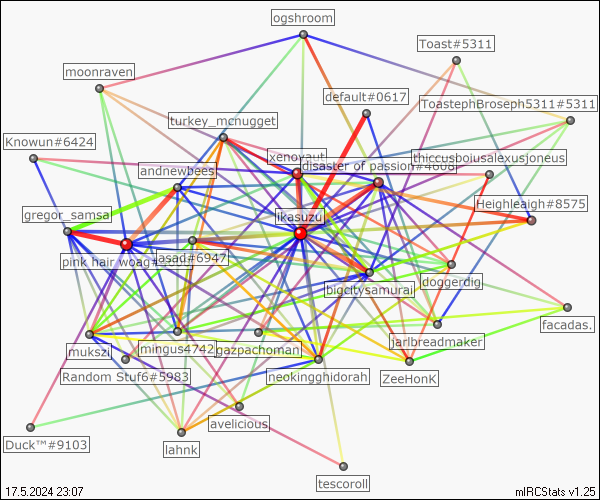 ogshroom
Toast#5311
moonraven
default#0617
ToastephBroseph5311#5311
turkey_mcnugget
Knowun#6424
xenovaut
disaster of passion#4008
thiccusboiusalexusjoneus
andnewbees
Heighleaigh#8575
gregor_samsa
ikasuzu
pink hair woag#
asad#6947
doggerdig
bigcitysamurai
facadas.
mukszi
mingus4742
gazpachoman
jarlbreadmaker
Random Stuf6#5983
neokingghidorah
ZeeHonK
avelicious
Duck™#9103
lahnk
tescoroll
17.5.2024 23:07
mIRCStats v1.25